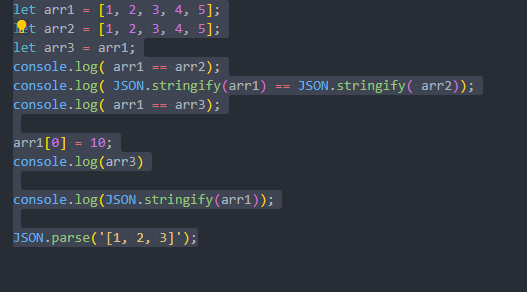 let arr1 = [1, 2, 3, 4, 5];
let arr2 = [1, 2, 3, 4, 5];
let arr3 = arr1;
console.log( arr1 == arr2);
console.log( JSON.stringify(arr1) == JSON.stringify( arr2));
console.log( arr1 == arr3);
arr1[0] = 10;
console.log(arr3)
console.log(JSON.stringify(arr1));
JSON.parse('[1, 2, 3]');